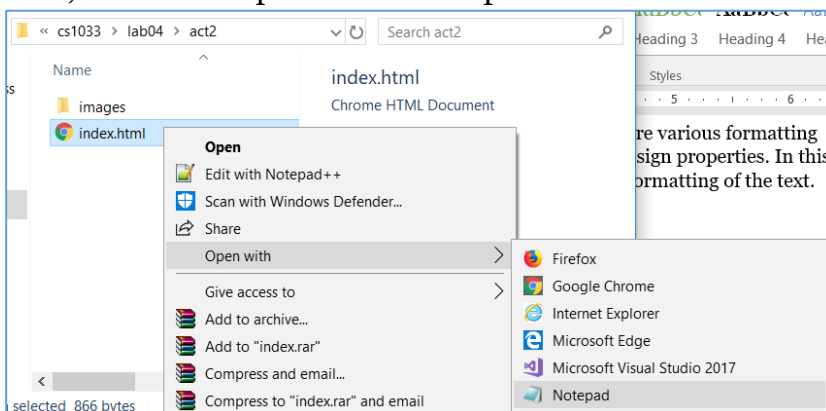 « cs1033 > lab04 > act2
Search act2
Name
images
index.html
index.html
Chrome HTML Document
Open
Edit with Notepad++
Scan with Windows Defender...
Share
Open with
Give access to
Add to archive...
Add to "index.rar"
Compress and email...
Compress to "index.rar" and email
Firefox
Google Chrome
Internet Explorer
Microsoft Edge
Microsoft Visual Studio 2017
Notepad
selected 866 bytes
Heading 3 Heading 4
Styles
5 6
re various formatting
sign properties. In this
ormatting of the text.